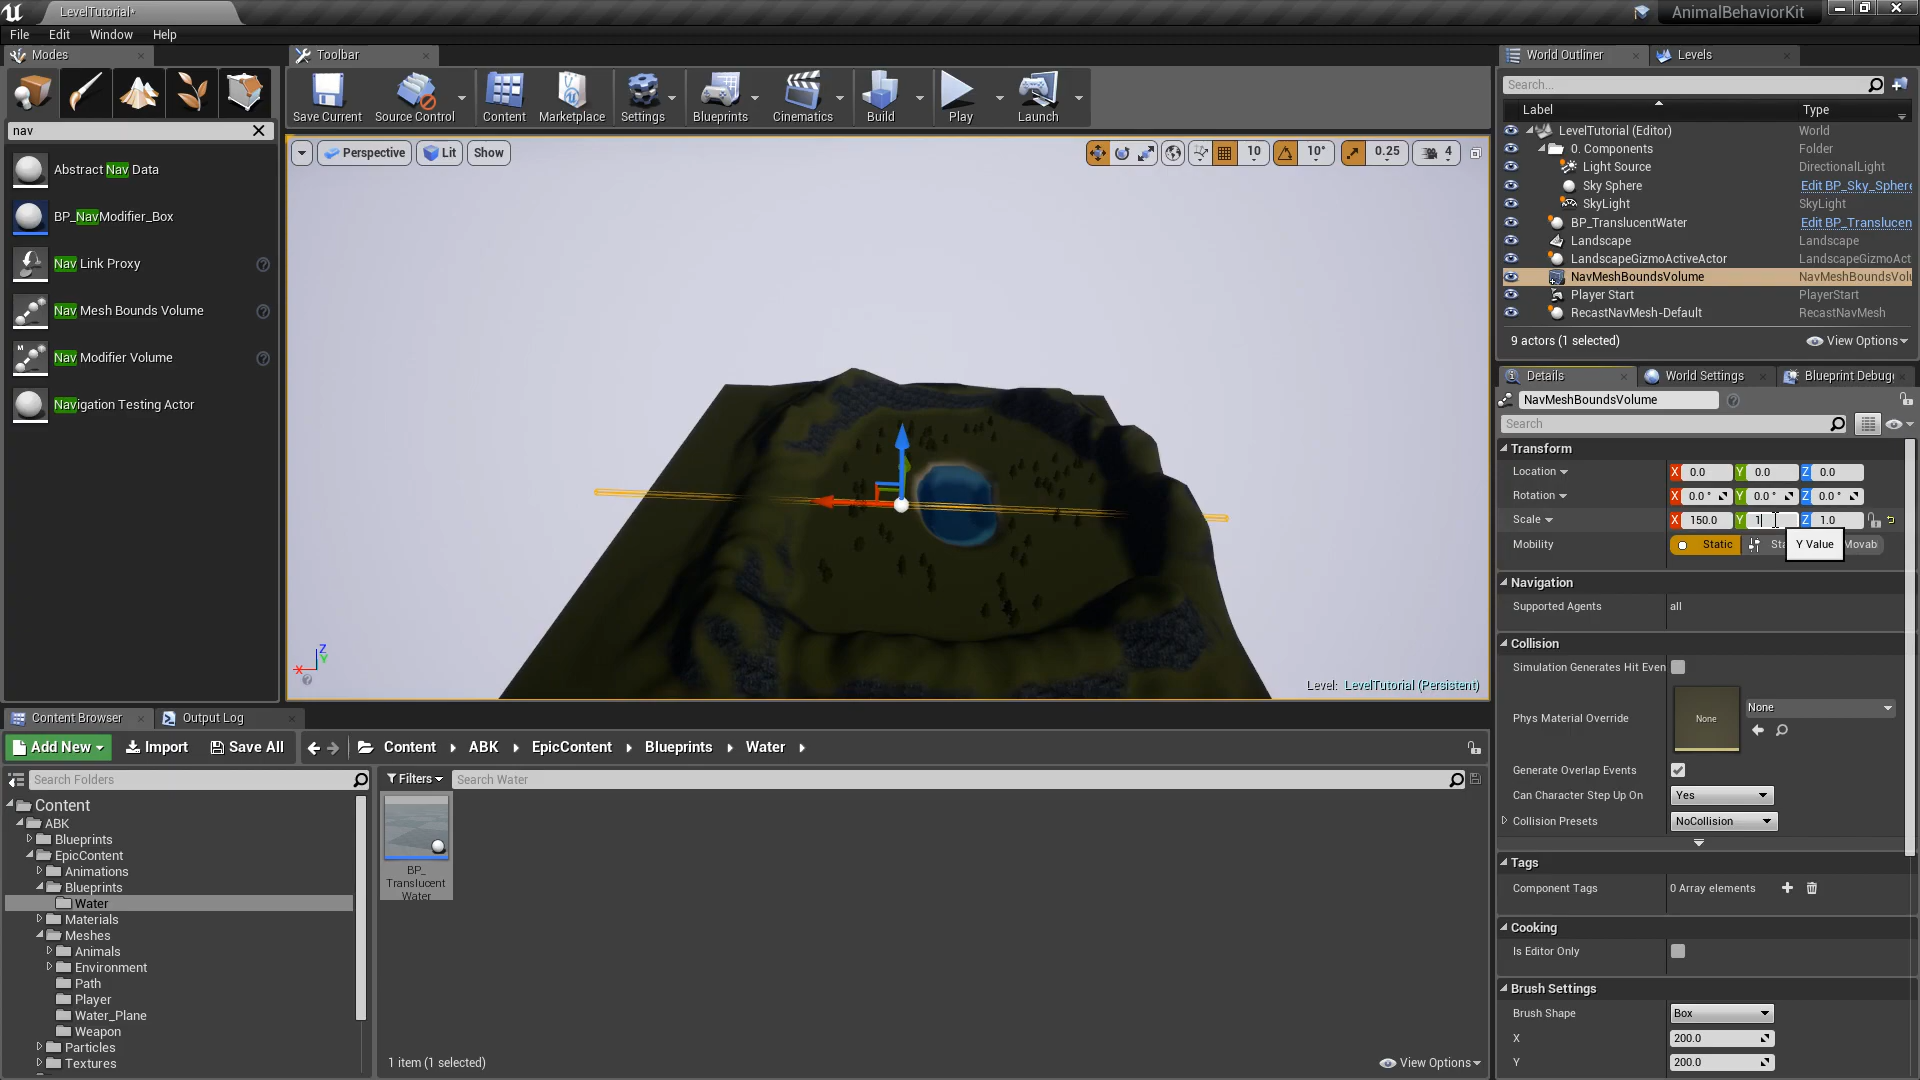 LevelTutorial*
AnimalBehaviorKit
File Edit Window Help
Modes
Toolbar
nav
Abstract Nav Data
BP_NavModifier_Box
Nav Link Proxy
Nav Mesh Bounds Volume
Nav Modifier Volume
Navigation Testing Actor
Save Current Source Control Content Marketplace Settings Blueprints Cinematics Build Play Launch
Perspective Lit Show
10 10° 0.25 4
Level: LevelTutorial (Persistent)
World Outliner Levels
Search...
Label Type
LevelTutorial (Editor) World
0. Components Folder
Light Source DirectionalLight
Sky Sphere Edit BP_Sky_Sphere
SkyLight SkyLight
BP_TranslucentWater Edit BP_Translucen
Landscape Landscape
LandscapeGizmoActiveActor LandscapeGizmoAct
NavMeshBoundsVolume NavMeshBoundsVolu
Player Start PlayerStart
RecastNavMesh-Default RecastNavMesh
9 actors (1 selected) View Options
Details World Settings Blueprint Debug
NavMeshBoundsVolume
Search
Transform
Location X 0.0 Y 0.0 Z 0.0
Rotation X 0.0° Y 0.0° Z 0.0°
Scale X 150.0 Y 1 Z 1.0
Mobility Static Sta Movab
Y Value
Navigation
Supported Agents all
Collision
Simulation Generates Hit Even
Phys Material Override None None
Generate Overlap Events
Can Character Step Up On Yes
Collision Presets NoCollision
Tags
Component Tags 0 Array elements
Cooking
Is Editor Only
Brush Settings
Brush Shape Box
X 200.0
Y 200.0
Content Browser Output Log
Add New Import Save All Content ABK EpicContent Blueprints Water
Search Folders
Filters Search Water
Content
ABK
Blueprints
EpicContent
Animations
Blueprints
Water
Materials
Meshes
Animals
Environment
Path
Player
Water_Plane
Weapon
Particles
Textures
BP_
Translucent
Water
1 item (1 selected) View Options